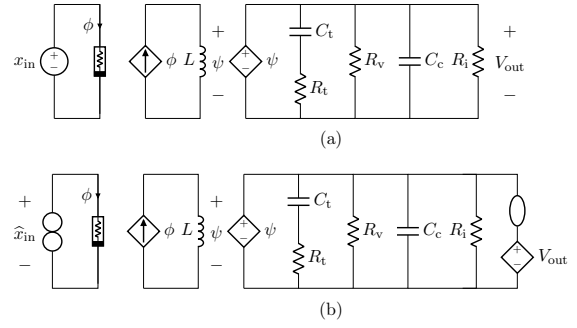 x_in + − ϕ ϕ L + ψ − + − ψ C_t R_t R_v C_c R_i + V_out −
(a)
+ x̂_in − ϕ ϕ L + ψ − + − ψ C_t R_t R_v C_c R_i + − V_out
(b)